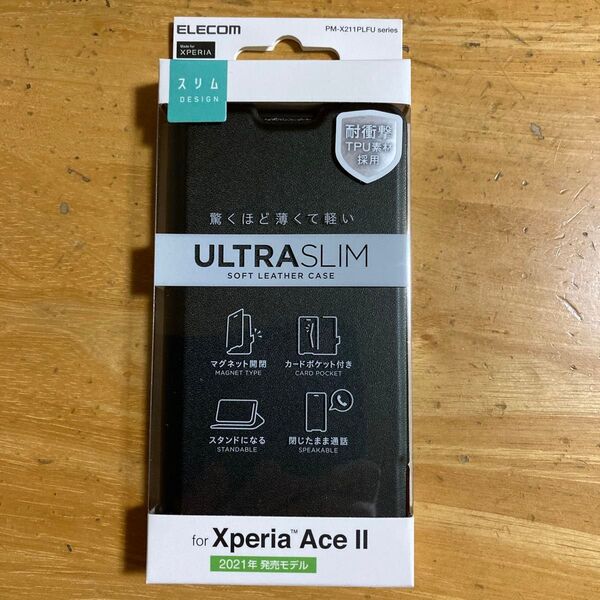 ELECOM
PM-X211PLFU series
Made for
XPERIA
スリム
DESIGN
耐衝撃
TPU素材
採用
驚くほど薄くて軽い
ULTRASLIM
SOFT LEATHER CASE
マグネット開閉
MAGNET TYPE
カードポケット付き
CARD POCKET
スタンドになる
STANDABLE
閉じたまま通話
SPEAKABLE
for Xperia™ Ace II
2021年 発売モデル